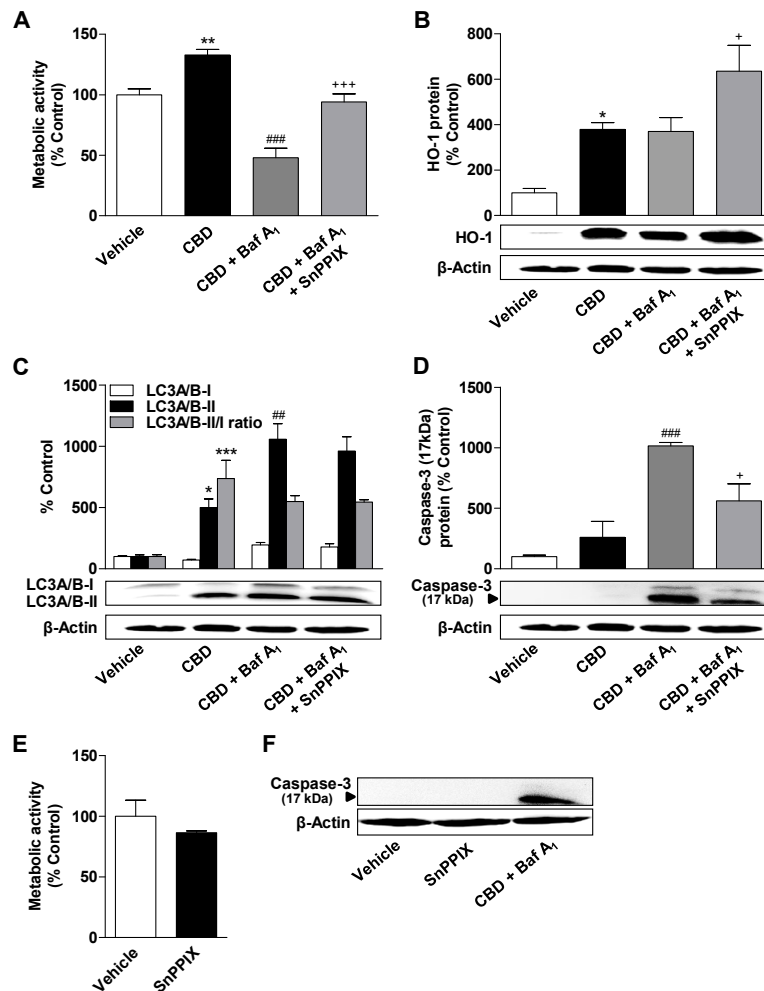 A
Metabolic activity
(% Control)
150
100
50
0
**
###
+++
Vehicle
CBD
CBD + Baf A₁
CBD + Baf A₁
+ SnPPIX
B
HO-1 protein
(% Control)
800
600
400
200
0
*
+
HO-1
β-Actin
Vehicle
CBD
CBD + Baf A₁
CBD + Baf A₁
+ SnPPIX
C
% Control
1500
1000
500
0
LC3A/B-I
LC3A/B-II
LC3A/B-II/I ratio
*
***
##
LC3A/B-I
LC3A/B-II
β-Actin
Vehicle
CBD
CBD + Baf A₁
CBD + Baf A₁
+ SnPPIX
D
Caspase-3 (17kDa)
protein (% Control)
1500
1000
500
0
###
+
Caspase-3
(17 kDa)
β-Actin
Vehicle
CBD
CBD + Baf A₁
CBD + Baf A₁
+ SnPPIX
E
Metabolic activity
(% Control)
150
100
50
0
Vehicle
SnPPIX
F
Caspase-3
(17 kDa)
β-Actin
Vehicle
SnPPIX
CBD + Baf A₁